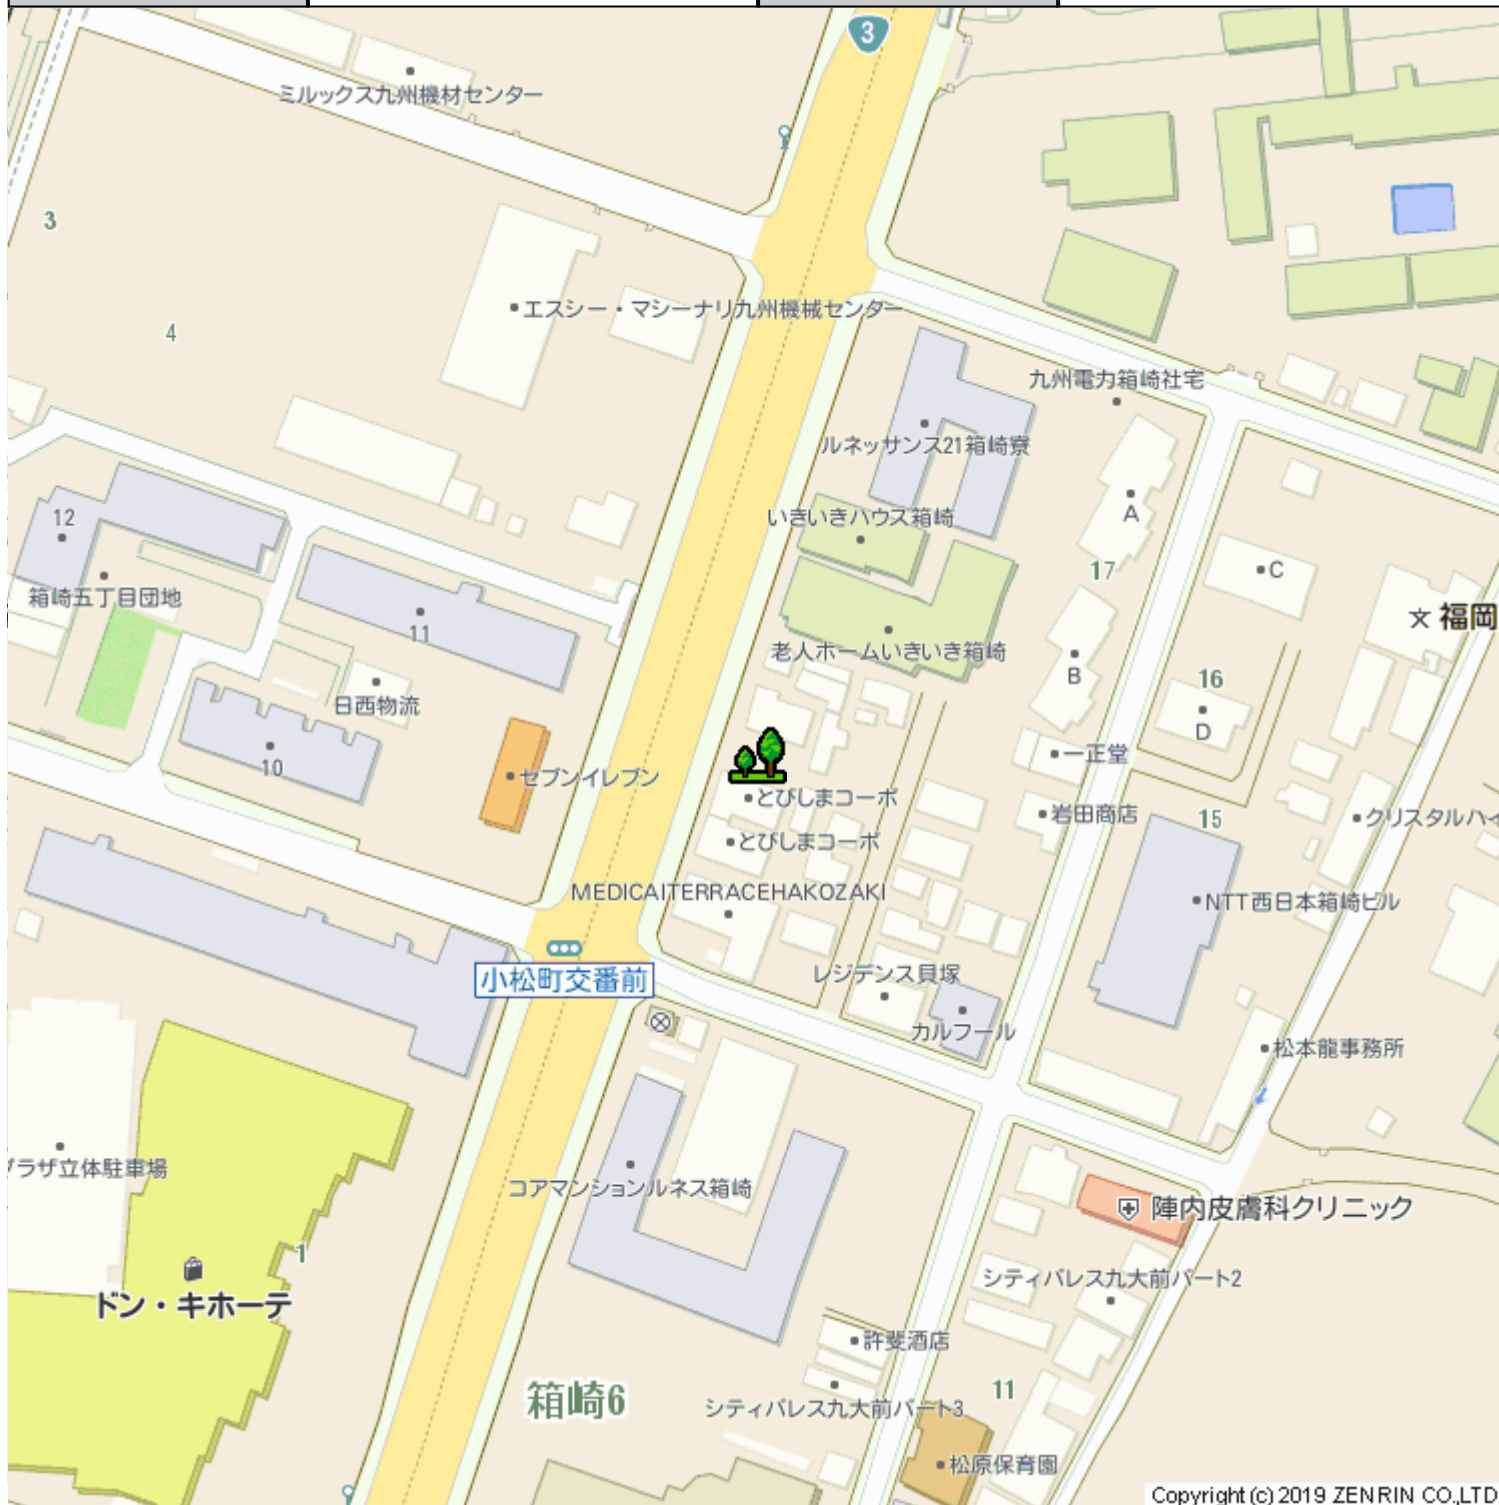 3
ミルックス九州機材センター
3
エスシー・マシーナリ九州機械センター
4
九州電力箱崎社宅
ルネッサンス21箱崎寮
A
12
いきいきハウス箱崎
17
C
箱崎五丁目団地
福岡
11
老人ホームいきいき箱崎
B
16
日西物流
D
10
一正堂
セブンイレブン
とびしまコーポ
岩田商店
15
クリスタルハイ
とびしまコーポ
MEDICAITERRACEHAKOZAKI
NTT西日本箱崎ビル
小松町交番前
レジデンス貝塚
カルフール
松本龍事務所
プラザ立体駐車場
コアマンションルネス箱崎
陣内皮膚科クリニック
1
シティパレス九大前パート2
ドン・キホーテ
許斐酒店
箱崎6
11
シティパレス九大前パート3
松原保育園
Copyright (c) 2019 ZENRIN CO.,LTD